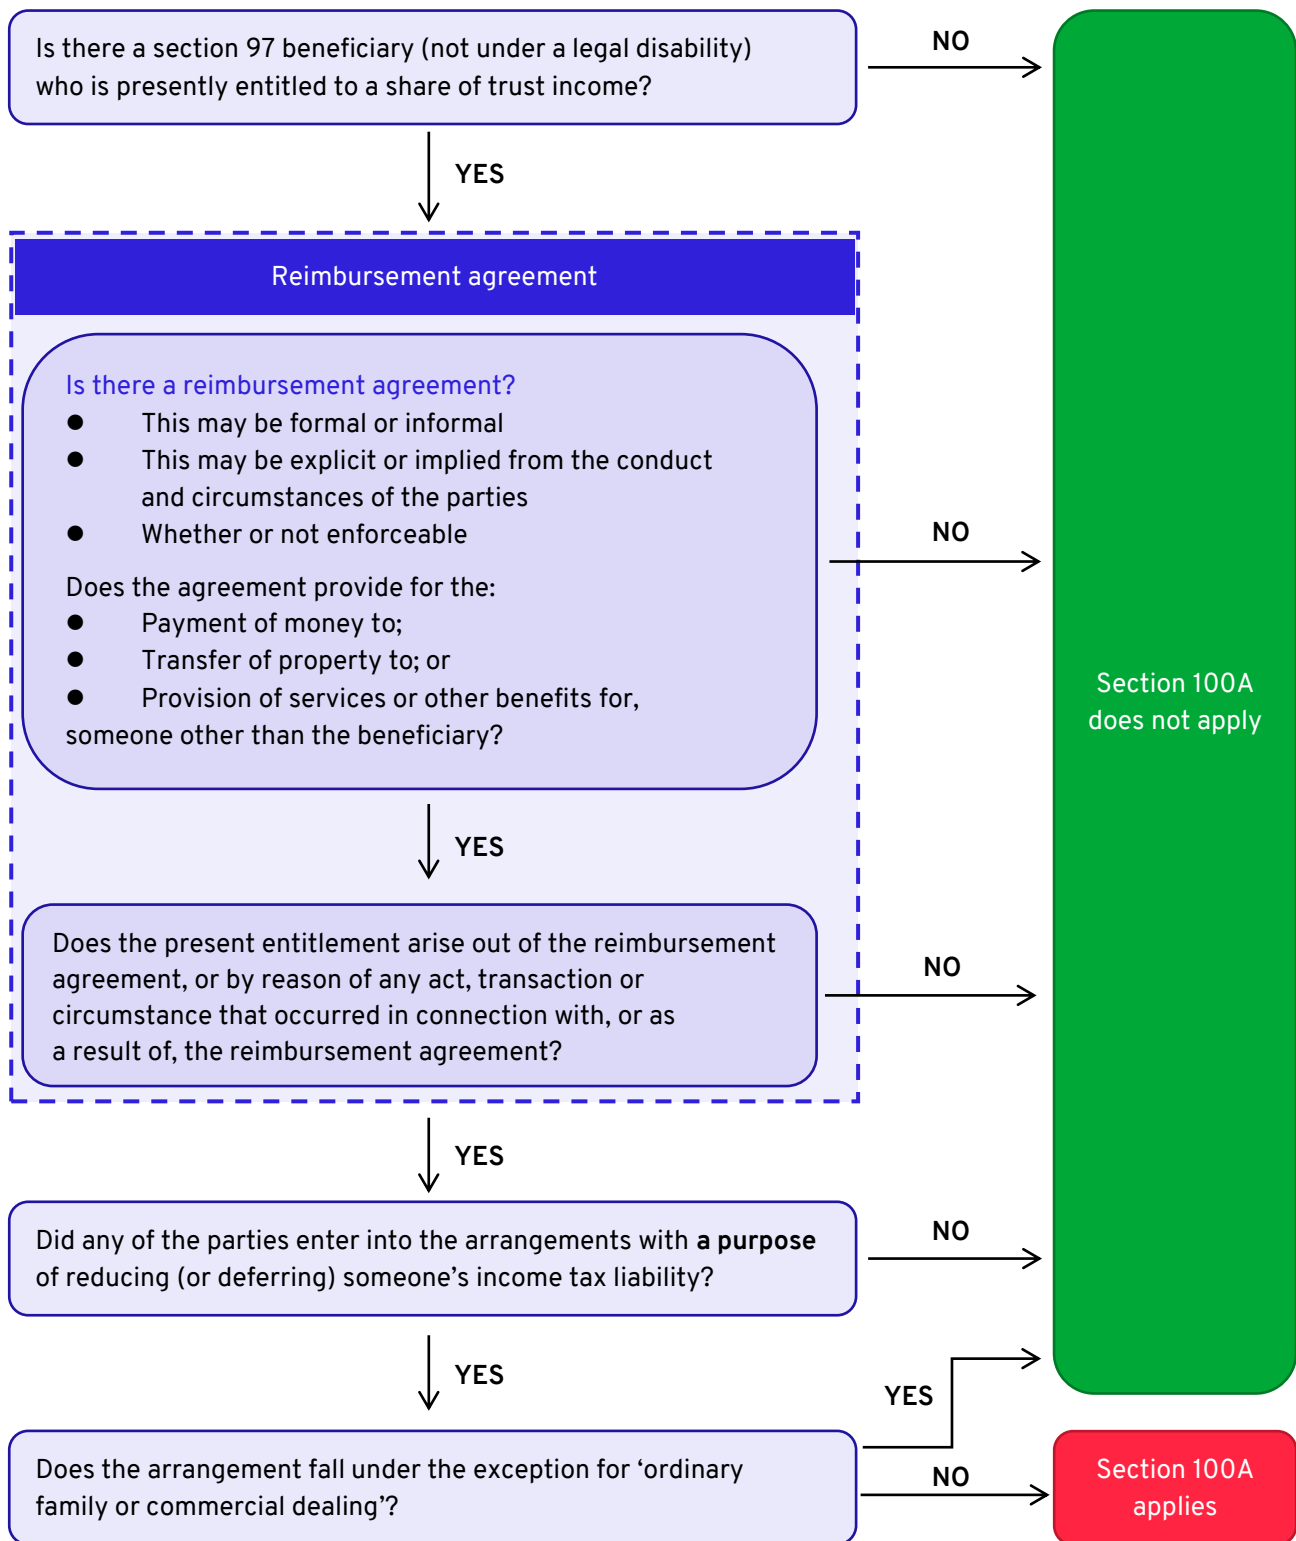 Is there a section 97 beneficiary (not under a legal disability)
who is presently entitled to a share of trust income?
NO
YES
Reimbursement agreement
Is there a reimbursement agreement?
● This may be formal or informal
● This may be explicit or implied from the conduct
and circumstances of the parties
● Whether or not enforceable
Does the agreement provide for the:
● Payment of money to;
● Transfer of property to; or
● Provision of services or other benefits for,
someone other than the beneficiary?
NO
Section 100A
does not apply
YES
Does the present entitlement arise out of the reimbursement
agreement, or by reason of any act, transaction or
circumstance that occurred in connection with, or as
a result of, the reimbursement agreement?
NO
YES
Did any of the parties enter into the arrangements with a purpose
of reducing (or deferring) someone’s income tax liability?
NO
YES
YES
Does the arrangement fall under the exception for ‘ordinary
family or commercial dealing’?
NO
Section 100A
applies